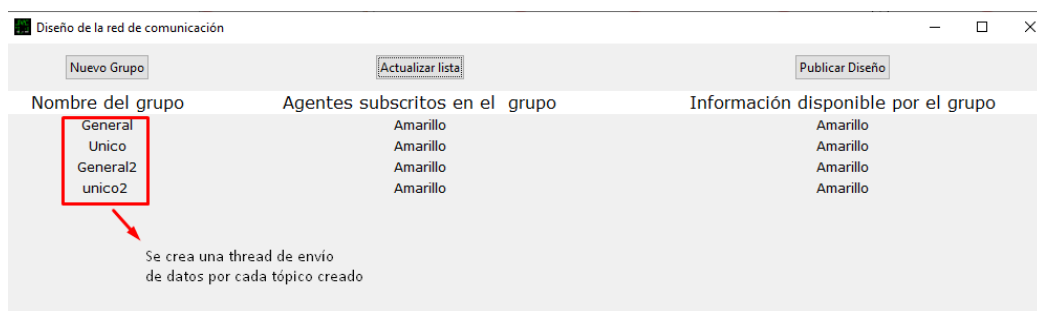 Diseño de la red de comunicación
Nuevo Grupo Actualizar lista Publicar Diseño
Nombre del grupo Agentes subscritos en el grupo Información disponible por el grupo
General Amarillo Amarillo
Unico Amarillo Amarillo
General2 Amarillo Amarillo
unico2 Amarillo Amarillo
Se crea una thread de envío
de datos por cada tópico creado